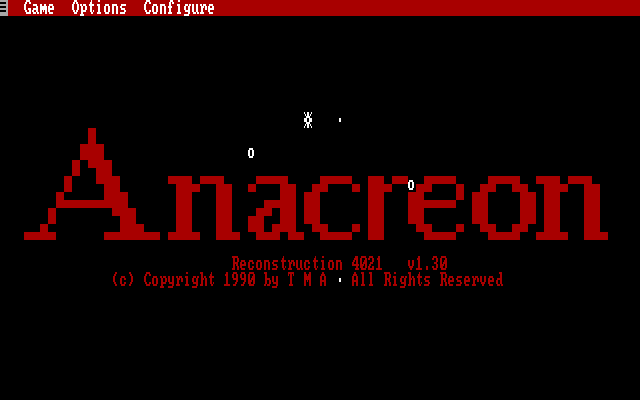 Game Options Configure
Anacreon
Reconstruction 4021 v1.30
(c) Copyright 1990 by T M A · All Rights Reserved